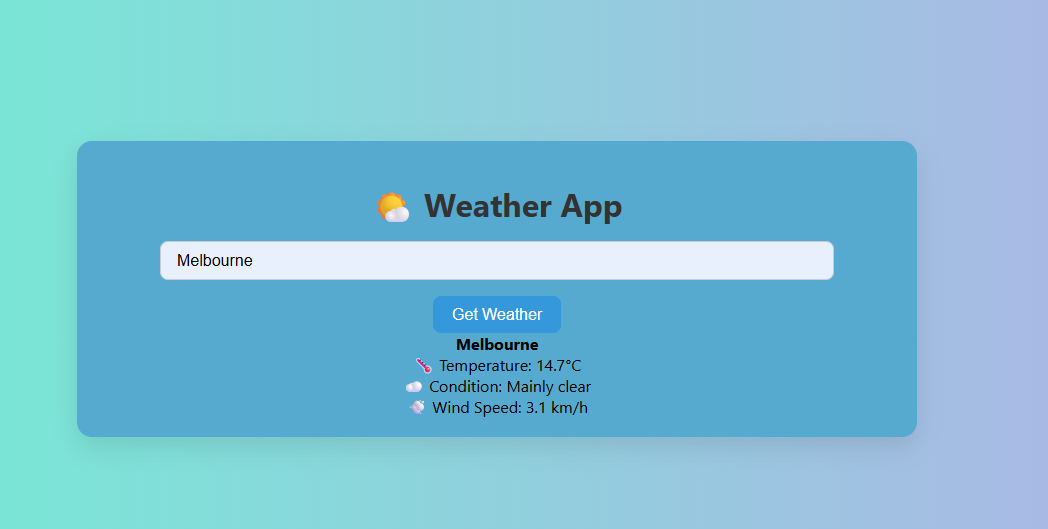 Weather App
Melbourne
Get Weather
Melbourne
Temperature: 14.7°C
Condition: Mainly clear
Wind Speed: 3.1 km/h